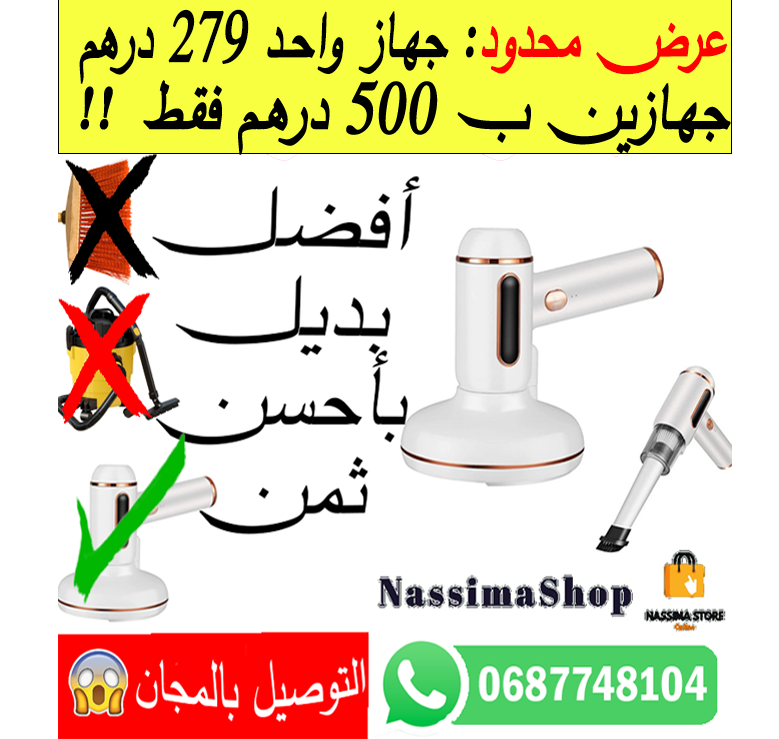 عرض محدود: جهاز واحد 279 درهم
جهازين ب 500 درهم فقط !!
أفضل
بديل
بأحسن
ثمن
NassimaShop
NASSIMA STORE
Online
التوصيل بالمجان
0687748104